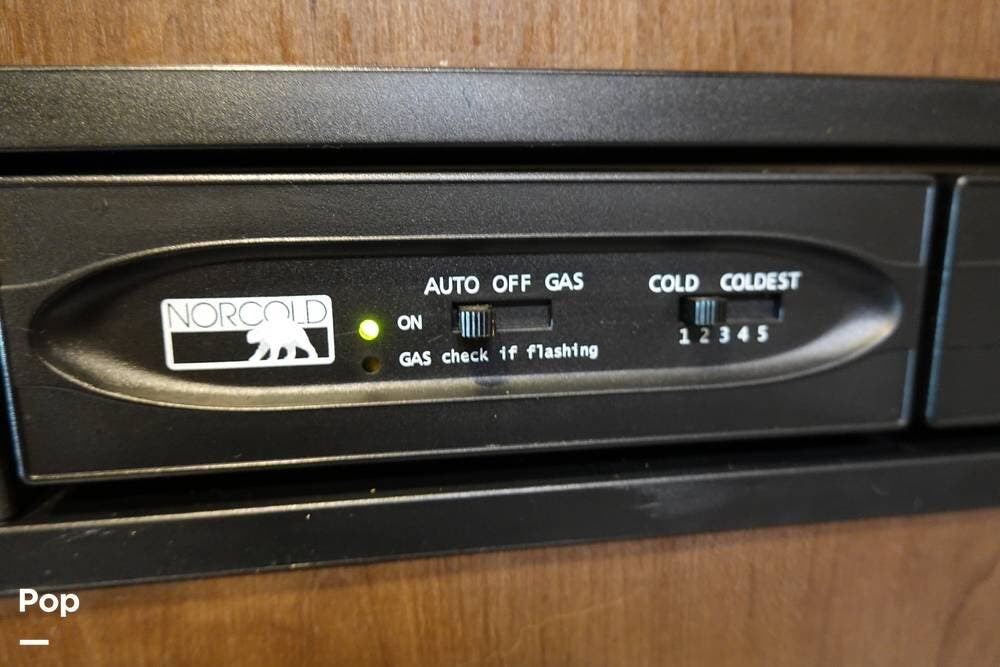 NORCOLD
AUTO OFF GAS
ON
GAS check if flashing
COLD COLDEST
1 2 3 4 5
Pop